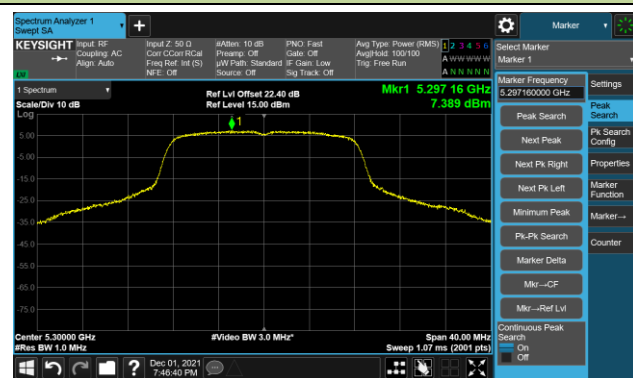 Spectrum Analyzer 1
Swept SA
+
Marker
KEYSIGHT
Input: RF
Coupling: AC
Align: Auto
Input Z: 50 Ω
Corr CCorr RCal
Freq Ref: Int (S)
NFE: Off
#Atten: 10 dB
Preamp: Off
µW Path: Standard
Source: Off
PNO: Fast
Gate: Off
IF Gain: Low
Sig Track: Off
Avg Type: Power (RMS)
Avg|Hold: 100/100
Trig: Free Run
1 2 3 4 5 6
A W W W W W
A N N N N N
LXI
1 Spectrum
Scale/Div 10 dB
Log
Ref Lvl Offset 22.40 dB
Ref Level 15.00 dBm
Mkr1 5.297 16 GHz
7.389 dBm
1
5.00
-5.00
-15.0
-25.0
-35.0
-45.0
-55.0
-65.0
-75.0
Center 5.30000 GHz
#Res BW 1.0 MHz
#Video BW 3.0 MHz*
Span 40.00 MHz
Sweep 1.07 ms (2001 pts)
Select Marker
Marker 1
Marker Frequency
5.297160000 GHz
Peak Search
Next Peak
Next Pk Right
Next Pk Left
Minimum Peak
Pk-Pk Search
Marker Delta
Mkr→CF
Mkr→Ref Lvl
Continuous Peak
Search
On
Off
Settings
Peak
Search
Pk Search
Config
Properties
Marker
Function
Marker→
Counter
?
Dec 01, 2021
7:46:40 PM